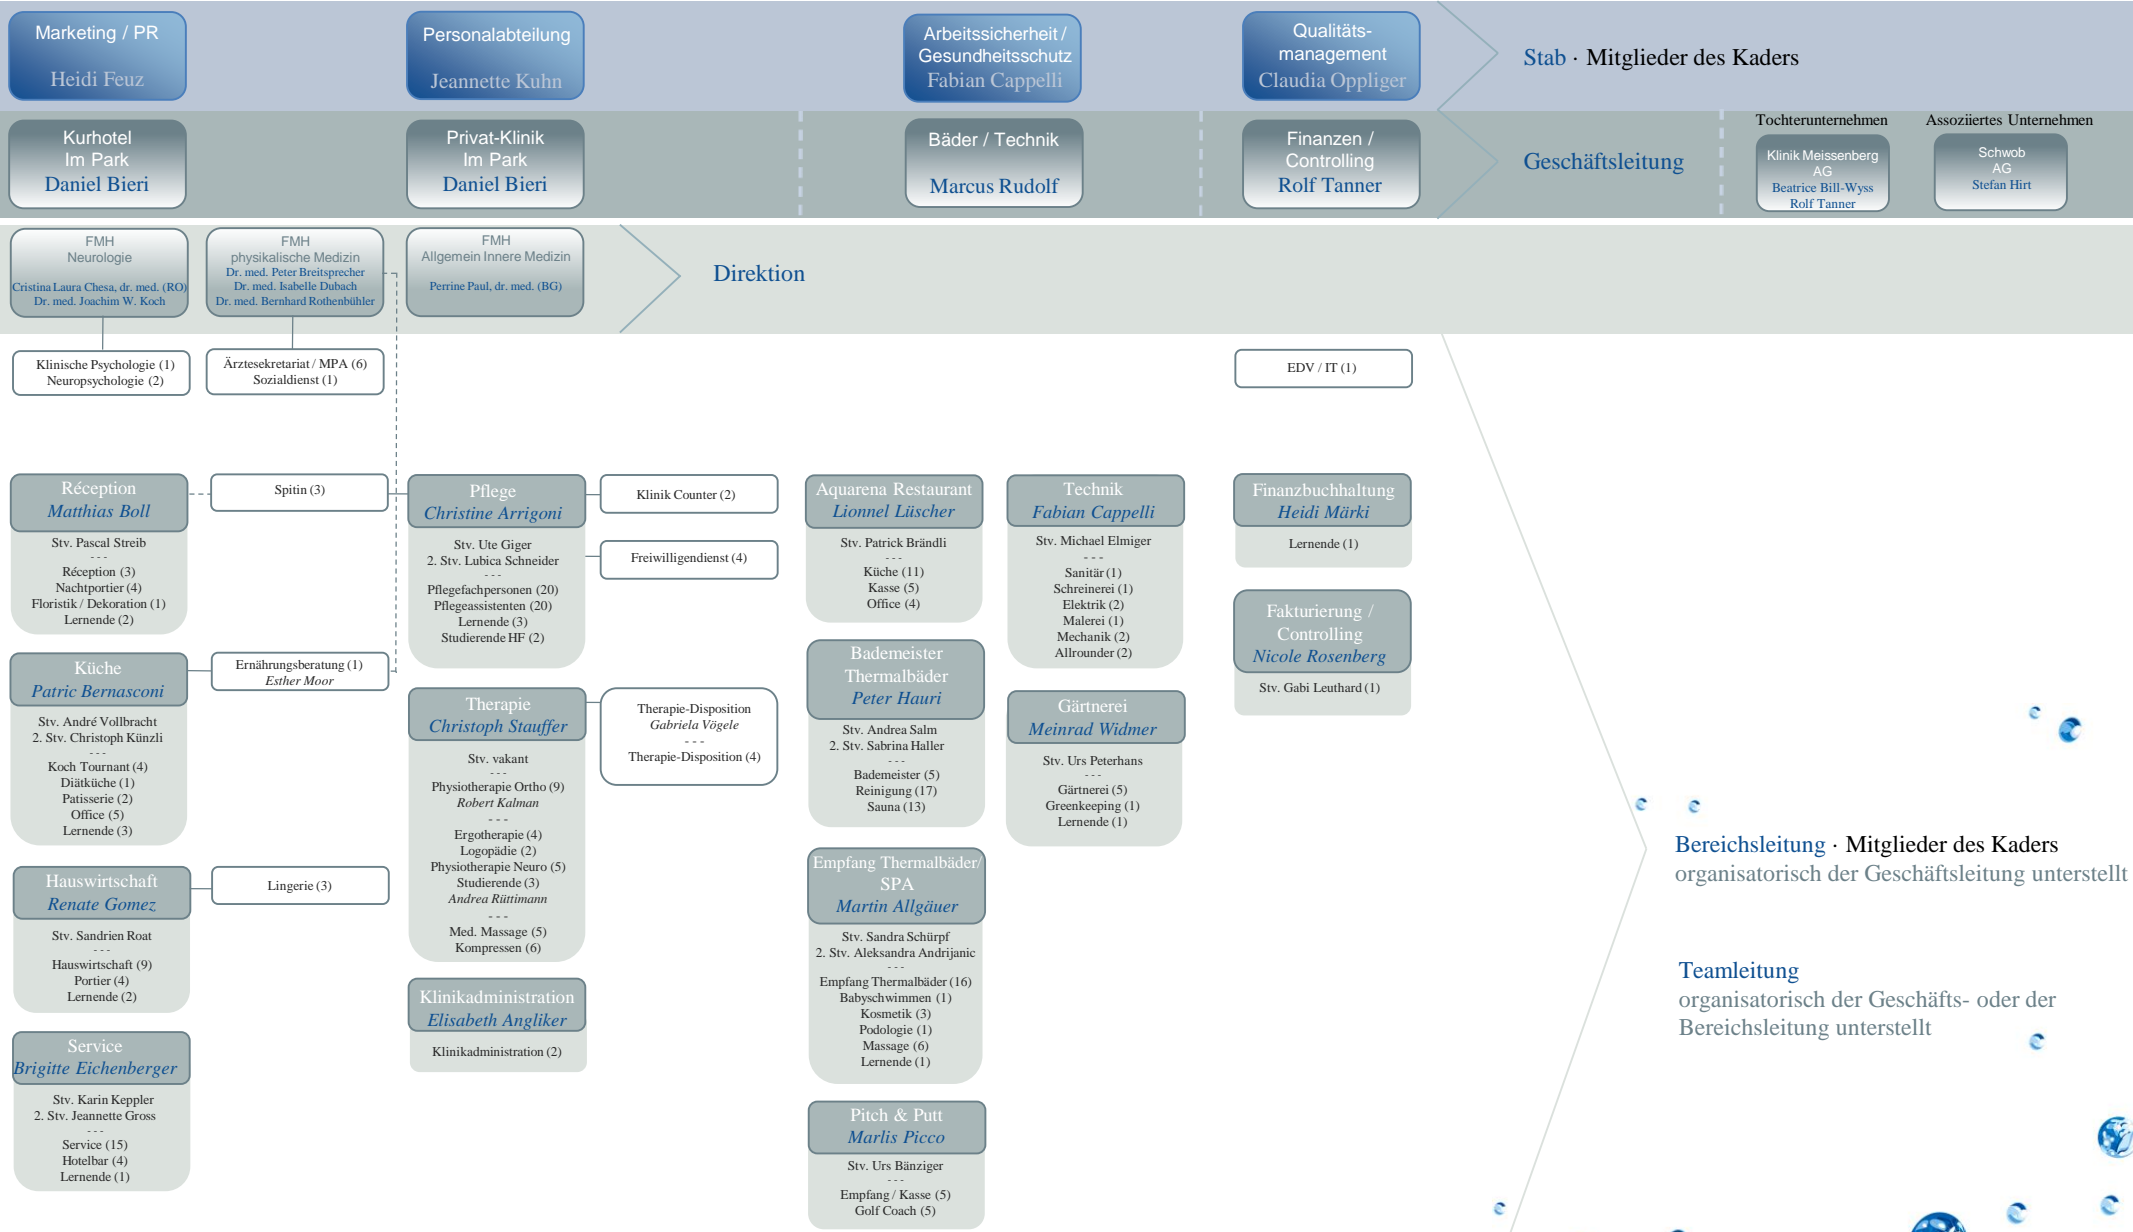 Marketing / PR
Heidi Feuz
Personalabteilung
Jeannette Kuhn
Arbeitssicherheit /
Gesundheitsschutz
Fabian Cappelli
Qualitäts-
management
Claudia Oppliger
Stab · Mitglieder des Kaders
Kurhotel
Im Park
Daniel Bieri
Privat-Klinik
Im Park
Daniel Bieri
Bäder / Technik
Marcus Rudolf
Finanzen /
Controlling
Rolf Tanner
Geschäftsleitung
Tochterunternehmen
Klinik Meissenberg
AG
Beatrice Bill-Wyss
Rolf Tanner
Assoziiertes Unternehmen
Schwob
AG
Stefan Hirt
FMH
Neurologie
Cristina Laura Chesa, dr. med. (RO)
Dr. med. Joachim W. Koch
FMH
physikalische Medizin
Dr. med. Peter Breitsprecher
Dr. med. Isabelle Dubach
Dr. med. Bernhard Rothenbühler
FMH
Allgemein Innere Medizin
Perrine Paul, dr. med. (BG)
Direktion
Klinische Psychologie (1)
Neuropsychologie (2)
Ärztesekretariat / MPA (6)
Sozialdienst (1)
EDV / IT (1)
Réception
Matthias Boll
Stv. Pascal Streib
- - -
Réception (3)
Nachtportier (4)
Floristik / Dekoration (1)
Lernende (2)
Spitin (3)
Küche
Patric Bernasconi
Stv. André Vollbracht
2. Stv. Christoph Künzli
- - -
Koch Tournant (4)
Diätküche (1)
Patisserie (2)
Office (5)
Lernende (3)
Ernährungsberatung (1)
Esther Moor
Hauswirtschaft
Renate Gomez
Stv. Sandrien Roat
- - -
Hauswirtschaft (9)
Portier (4)
Lernende (2)
Lingerie (3)
Service
Brigitte Eichenberger
Stv. Karin Keppler
2. Stv. Jeannette Gross
- - -
Service (15)
Hotelbar (4)
Lernende (1)
Pflege
Christine Arrigoni
Stv. Ute Giger
2. Stv. Lubica Schneider
- - -
Pflegefachpersonen (20)
Pflegeassistenten (20)
Lernende (3)
Studierende HF (2)
Klinik Counter (2)
Freiwilligendienst (4)
Therapie
Christoph Stauffer
Stv. vakant
- - -
Physiotherapie Ortho (9)
Robert Kalman
- - -
Ergotherapie (4)
Logopädie (2)
Physiotherapie Neuro (5)
Studierende (3)
Andrea Rüttimann
- - -
Med. Massage (5)
Kompressen (6)
Therapie-Disposition
Gabriela Vögele
- - -
Therapie-Disposition (4)
Klinikadministration
Elisabeth Angliker
Klinikadministration (2)
Aquarena Restaurant
Lionnel Lüscher
Stv. Patrick Brändli
- - -
Küche (11)
Kasse (5)
Office (4)
Bademeister
Thermalbäder
Peter Hauri
Stv. Andrea Salm
2. Stv. Sabrina Haller
- - -
Bademeister (5)
Reinigung (17)
Sauna (13)
Empfang Thermalbäder/
SPA
Martin Allgäuer
Stv. Sandra Schürpf
2. Stv. Aleksandra Andrijanic
- - -
Empfang Thermalbäder (16)
Babyschwimmen (1)
Kosmetik (3)
Podologie (1)
Massage (6)
Lernende (1)
Pitch & Putt
Marlis Picco
Stv. Urs Bänziger
- - -
Empfang / Kasse (5)
Golf Coach (5)
Technik
Fabian Cappelli
Stv. Michael Elmiger
- - -
Sanitär (1)
Schreinerei (1)
Elektrik (2)
Malerei (1)
Mechanik (2)
Allrounder (2)
Gärtnerei
Meinrad Widmer
Stv. Urs Peterhans
- - -
Gärtnerei (5)
Greenkeeping (1)
Lernende (1)
Finanzbuchhaltung
Heidi Märki
Lernende (1)
Fakturierung /
Controlling
Nicole Rosenberg
Stv. Gabi Leuthard (1)
Bereichsleitung · Mitglieder des Kaders
organisatorisch der Geschäftsleitung unterstellt
Teamleitung
organisatorisch der Geschäfts- oder der
Bereichsleitung unterstellt